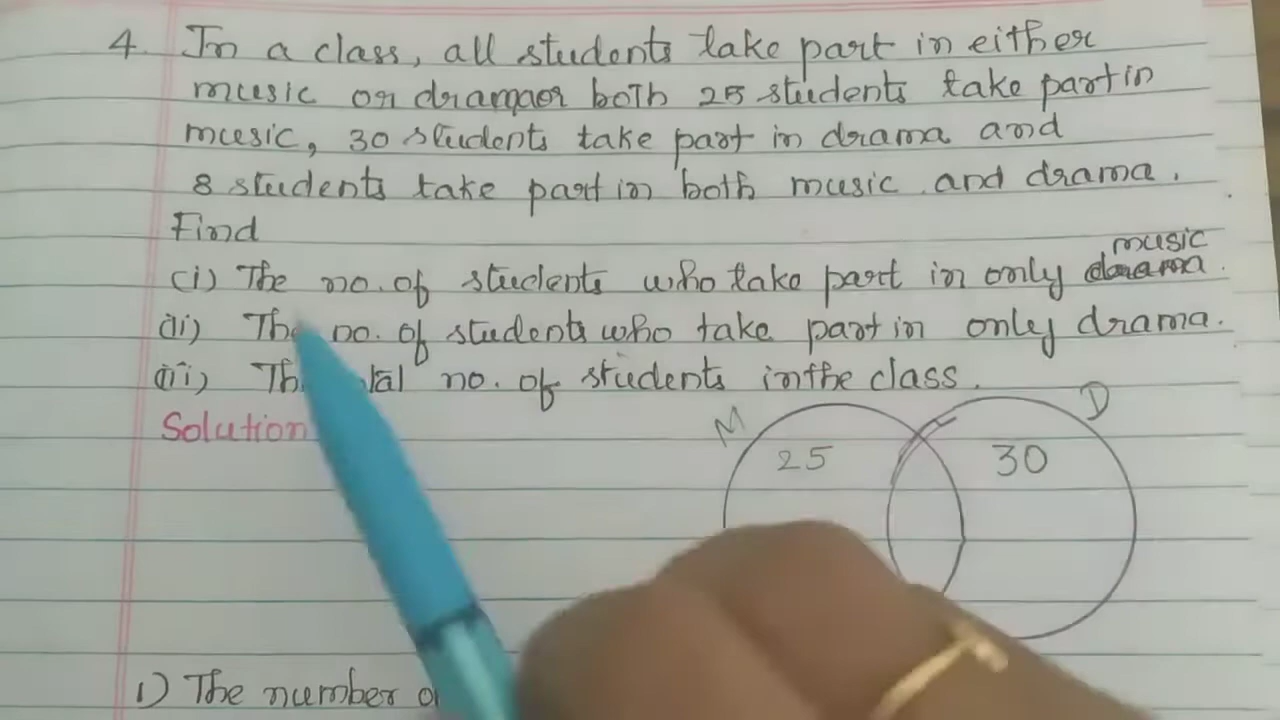 4. In a class, all students take part in either
music or drama or both 25 students take part in
music, 30 students take part in drama and
8 students take part in both music and drama.
Find
music
(i) The no. of students who take part in only drama.
(ii) The no. of students who take part in only drama.
(iii) no. of students in the class.
Solution
M D
25 30
1) The number